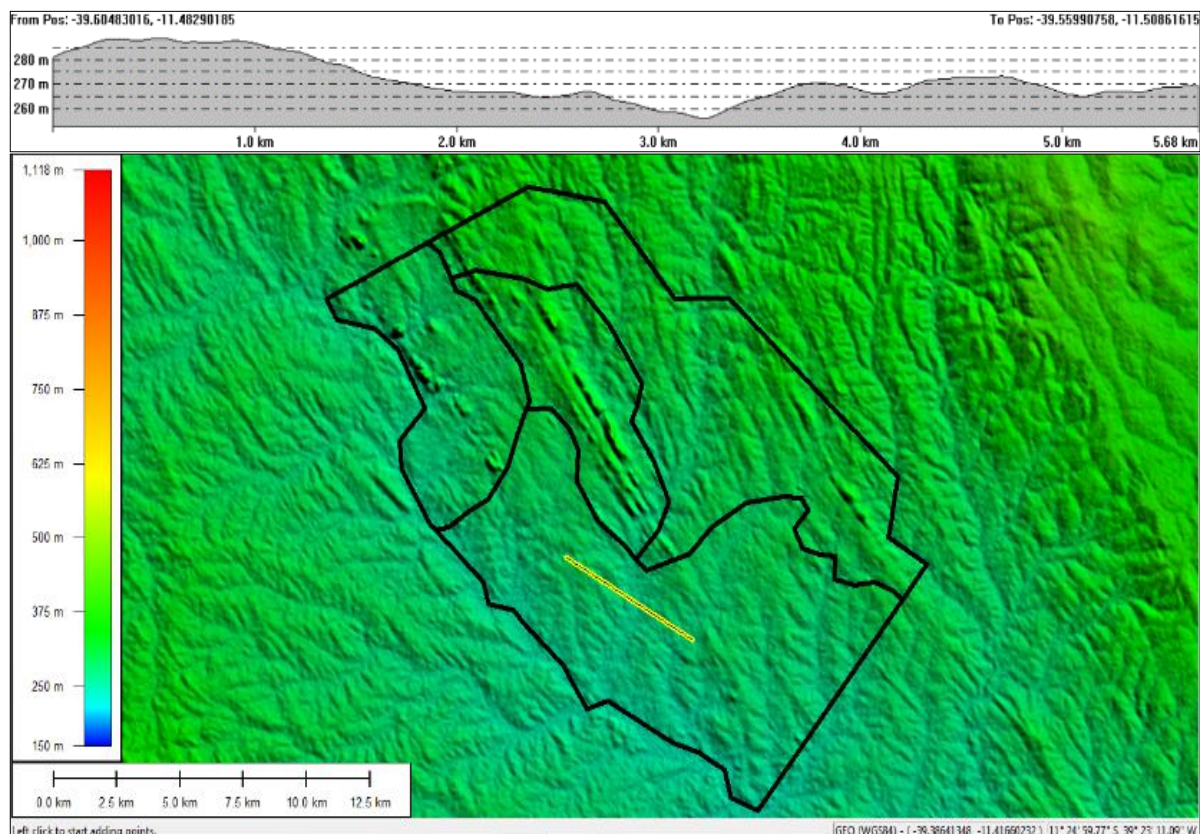 From Pos: -39.60483016, -11.48290185 To Pos: -39.55990758, -11.50861615
280 m
270 m
260 m
1.0 km 2.0 km 3.0 km 4.0 km 5.0 km 5.68 km
1,118 m
1,000 m
875 m
750 m
625 m
500 m
375 m
250 m
150 m
0.0 km 2.5 km 5.0 km 7.5 km 10.0 km 12.5 km
Left click to start adding points. GEO (WGS84) - ( -39.38641348, -11.41660232 ) 11° 24' 59.77" S, 39° 23' 11.09" W